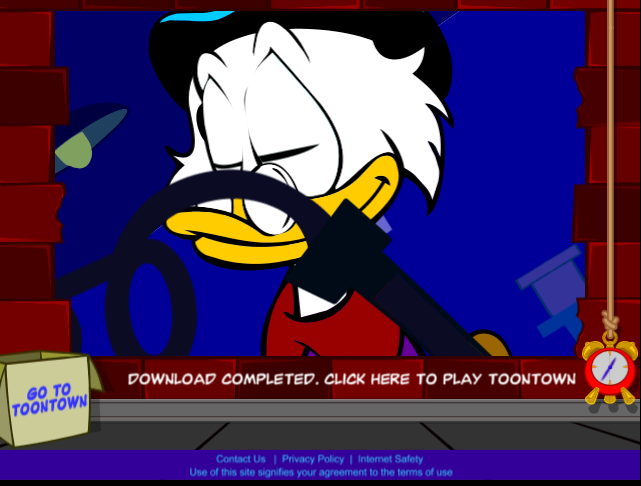 GO TO
TOONTOWN
DOWNLOAD COMPLETED. CLICK HERE TO PLAY TOONTOWN
Contact Us | Privacy Policy | Internet Safety
Use of this site signifies your agreement to the terms of use